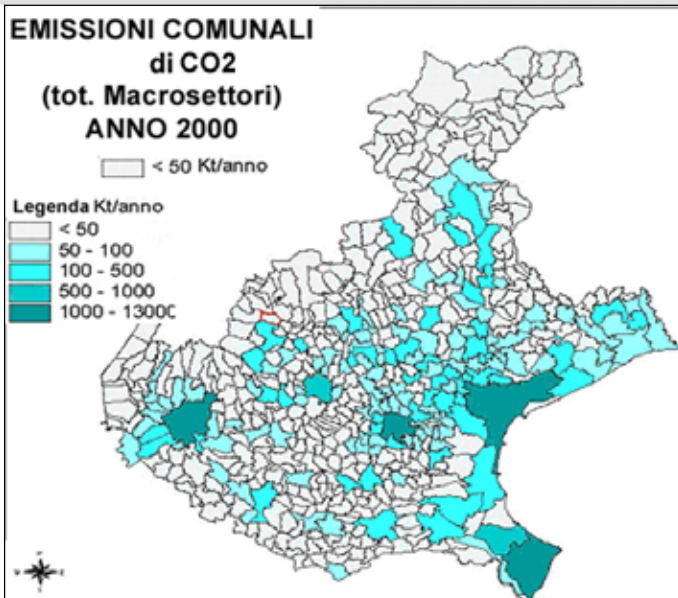 EMISSIONI COMUNALI
di CO2
(tot. Macrosettori)
ANNO 2000
< 50 Kt/anno
Legenda Kt/anno
< 50
50 - 100
100 - 500
500 - 1000
1000 - 13000